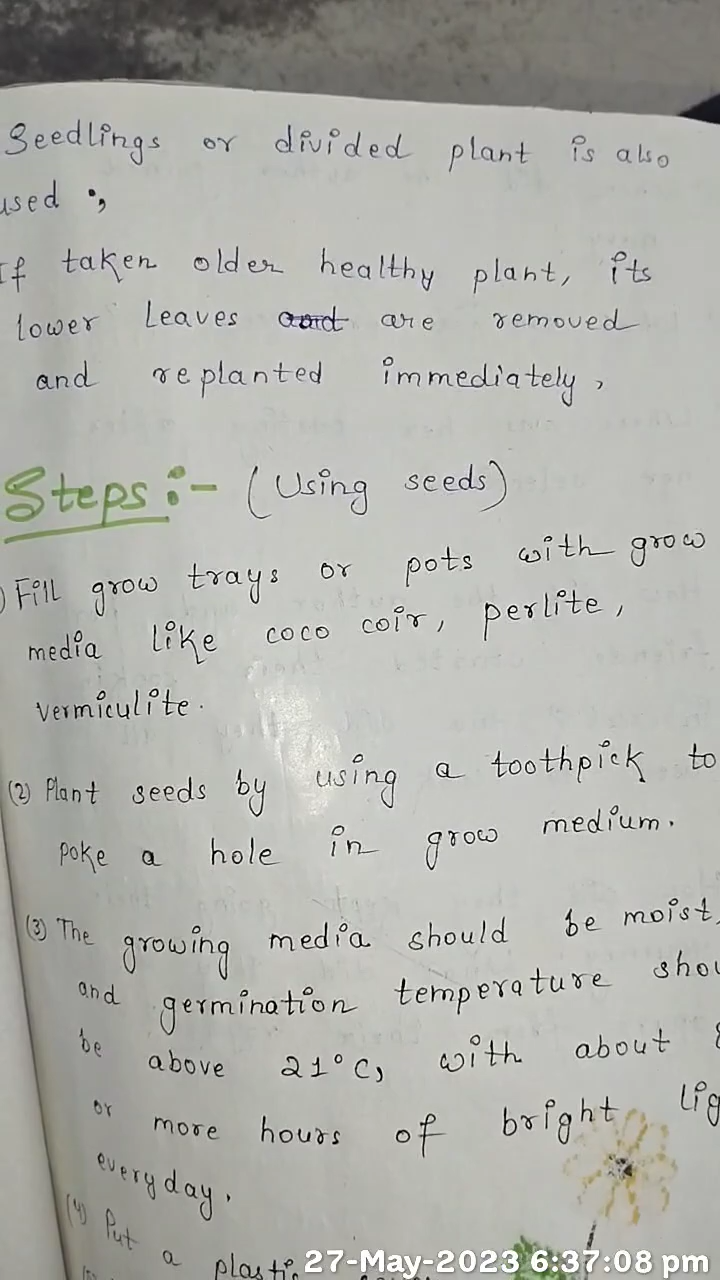 Seedlings or divided plant is also
used :,
If taken older healthy plant, its
lower leaves and are removed
and replanted immediately,
Steps :- (Using seeds)
) Fill grow trays or pots with grow
media like coco coir, perlite,
vermiculite.
(2) Plant seeds by using a toothpick to
poke a hole in grow medium.
(3) The growing media should be moist,
and germination temperature shou
be above 21°C, with about
or more hours of bright lig
everyday.
(4) Put a plasti
27-May-2023 6:37:08 pm